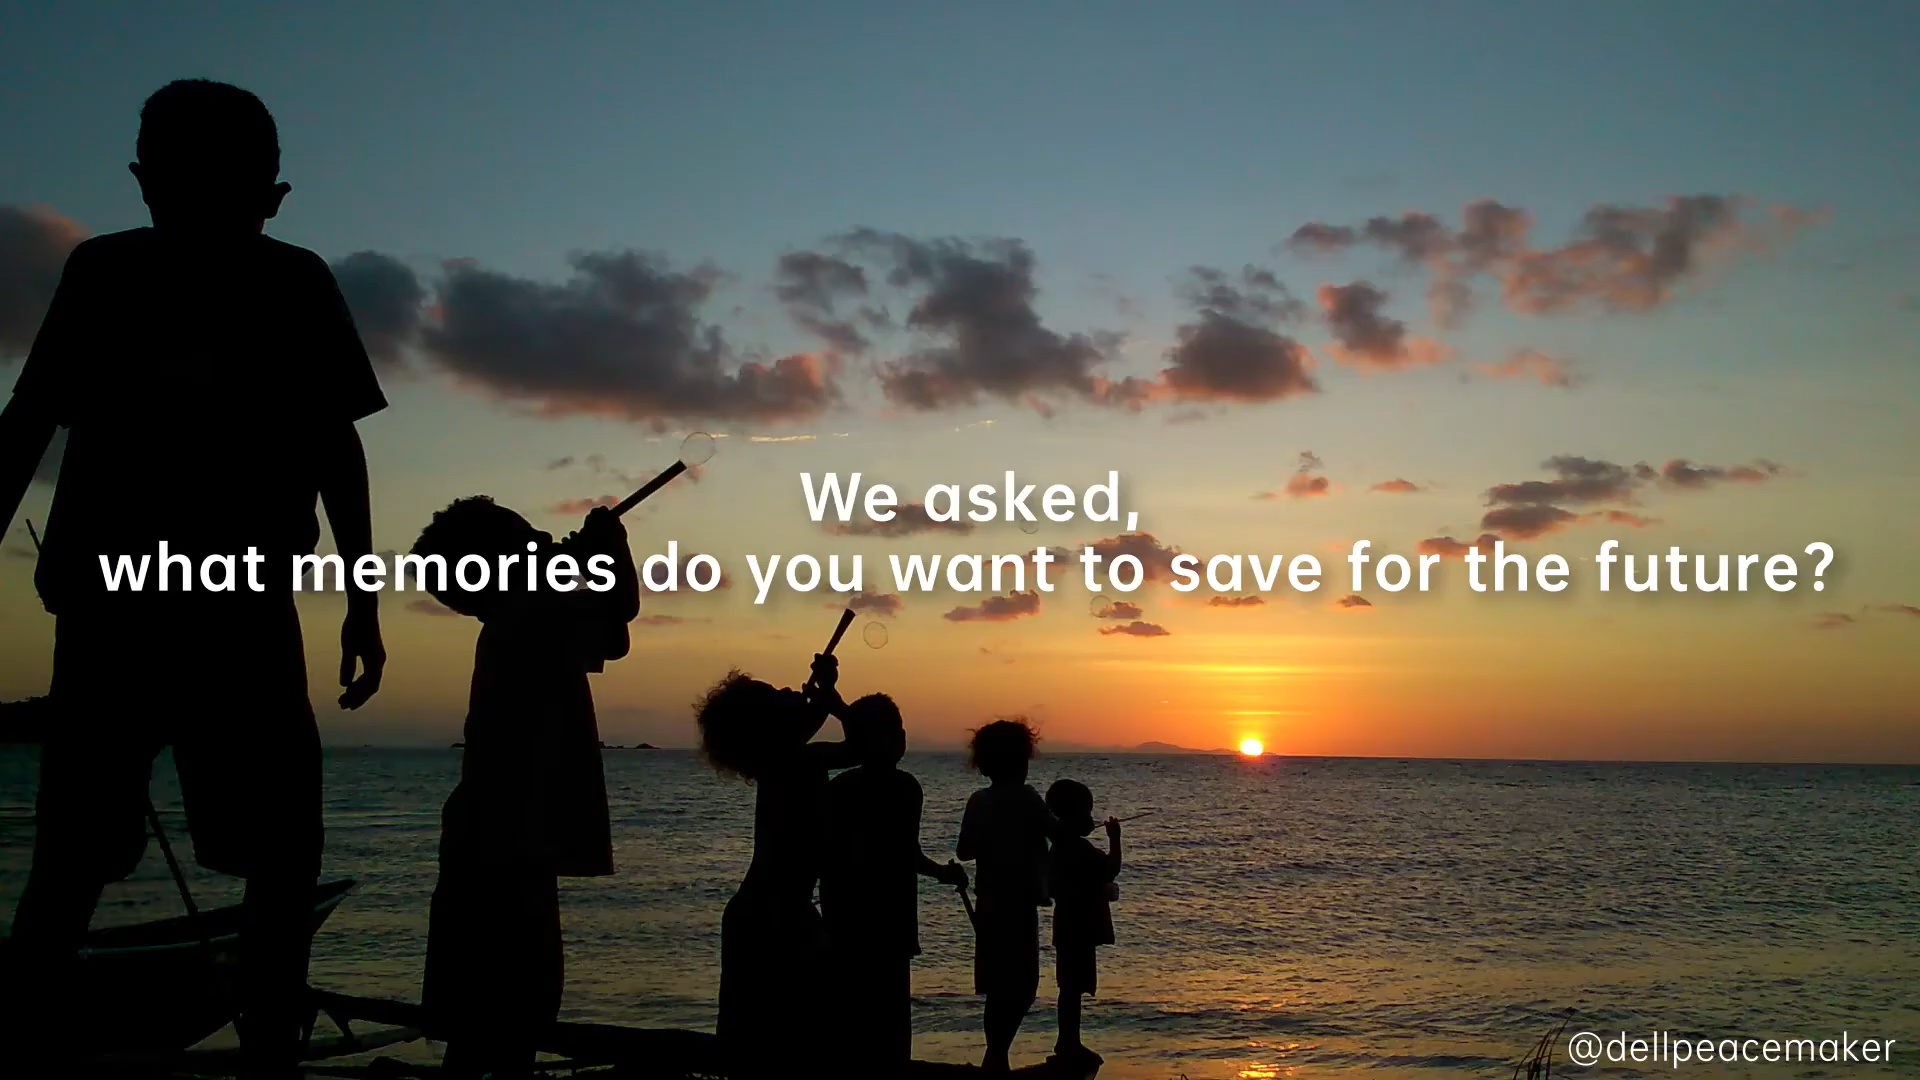 We asked,
what memories do you want to save for the future?
@dellpeacemaker